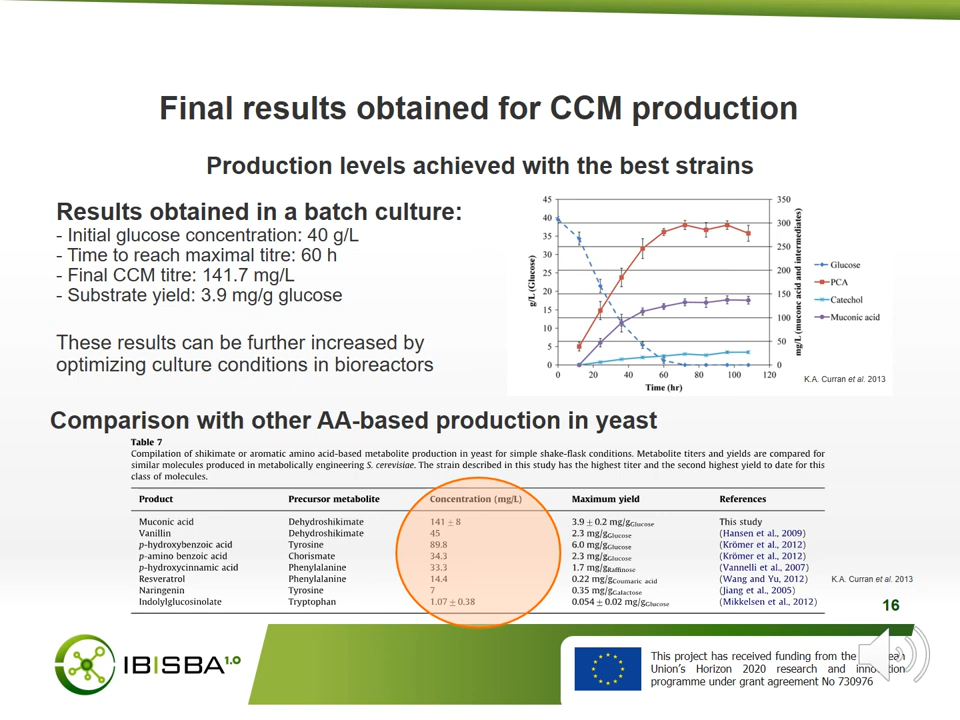 Final results obtained for CCM production
Production levels achieved with the best strains
Results obtained in a batch culture:
- Initial glucose concentration: 40 g/L
- Time to reach maximal titre: 60 h
- Final CCM titre: 141.7 mg/L
- Substrate yield: 3.9 mg/g glucose
These results can be further increased by
optimizing culture conditions in bioreactors
g/L (Glucose)
45
40
35
30
25
20
15
10
5
0
0 20 40 60 80 100 120
Time (hr)
350
300
250
200
150
100
50
0
mg/L (muconc acid and intermediates)
Glucose
PCA
Catechol
Muconic acid
K.A. Curran et al. 2013
Comparison with other AA-based production in yeast
Table 7
Compilation of shikimate or aromatic amino acid-based metabolite production in yeast for simple shake-flask conditions. Metabolite titers and yields are compared for
similar molecules produced in metabolically engineering S. cerevisiae. The strain described in this study has the highest titer and the second highest yield to date for this
class of molecules.
Product Precursor metabolite Concentration (mg/L) Maximum yield References
Muconic acid Dehydroshikimate 141±8 3.9±0.2 mg/gGlucose This study
Vanillin Dehydroshikimate 45 2.3 mg/gGlucose (Hansen et al., 2009)
p-hydroxybenzoic acid Tyrosine 89.8 6.0 mg/gGlucose (Krömer et al., 2012)
p-amino benzoic acid Chorismate 34.3 2.3 mg/gGlucose (Krömer et al., 2012)
p-hydroxycinnamic acid Phenylalanine 33.3 1.7 mg/gRaffinose (Vannelli et al., 2007)
Resveratrol Phenylalanine 14.4 0.22 mg/gCoumaric acid (Wang and Yu, 2012)
Naringenin Tyrosine 7 0.35 mg/gGalactose (Jiang et al., 2005)
Indolylglucosinolate Tryptophan 1.07±0.38 0.054±0.02 mg/gGlucose (Mikkelsen et al., 2012)
K.A. Curran et al. 2013
16
IBISBA 1.0
This project has received funding from the
Union's Horizon 2020 research and
programme under grant agreement No 730976